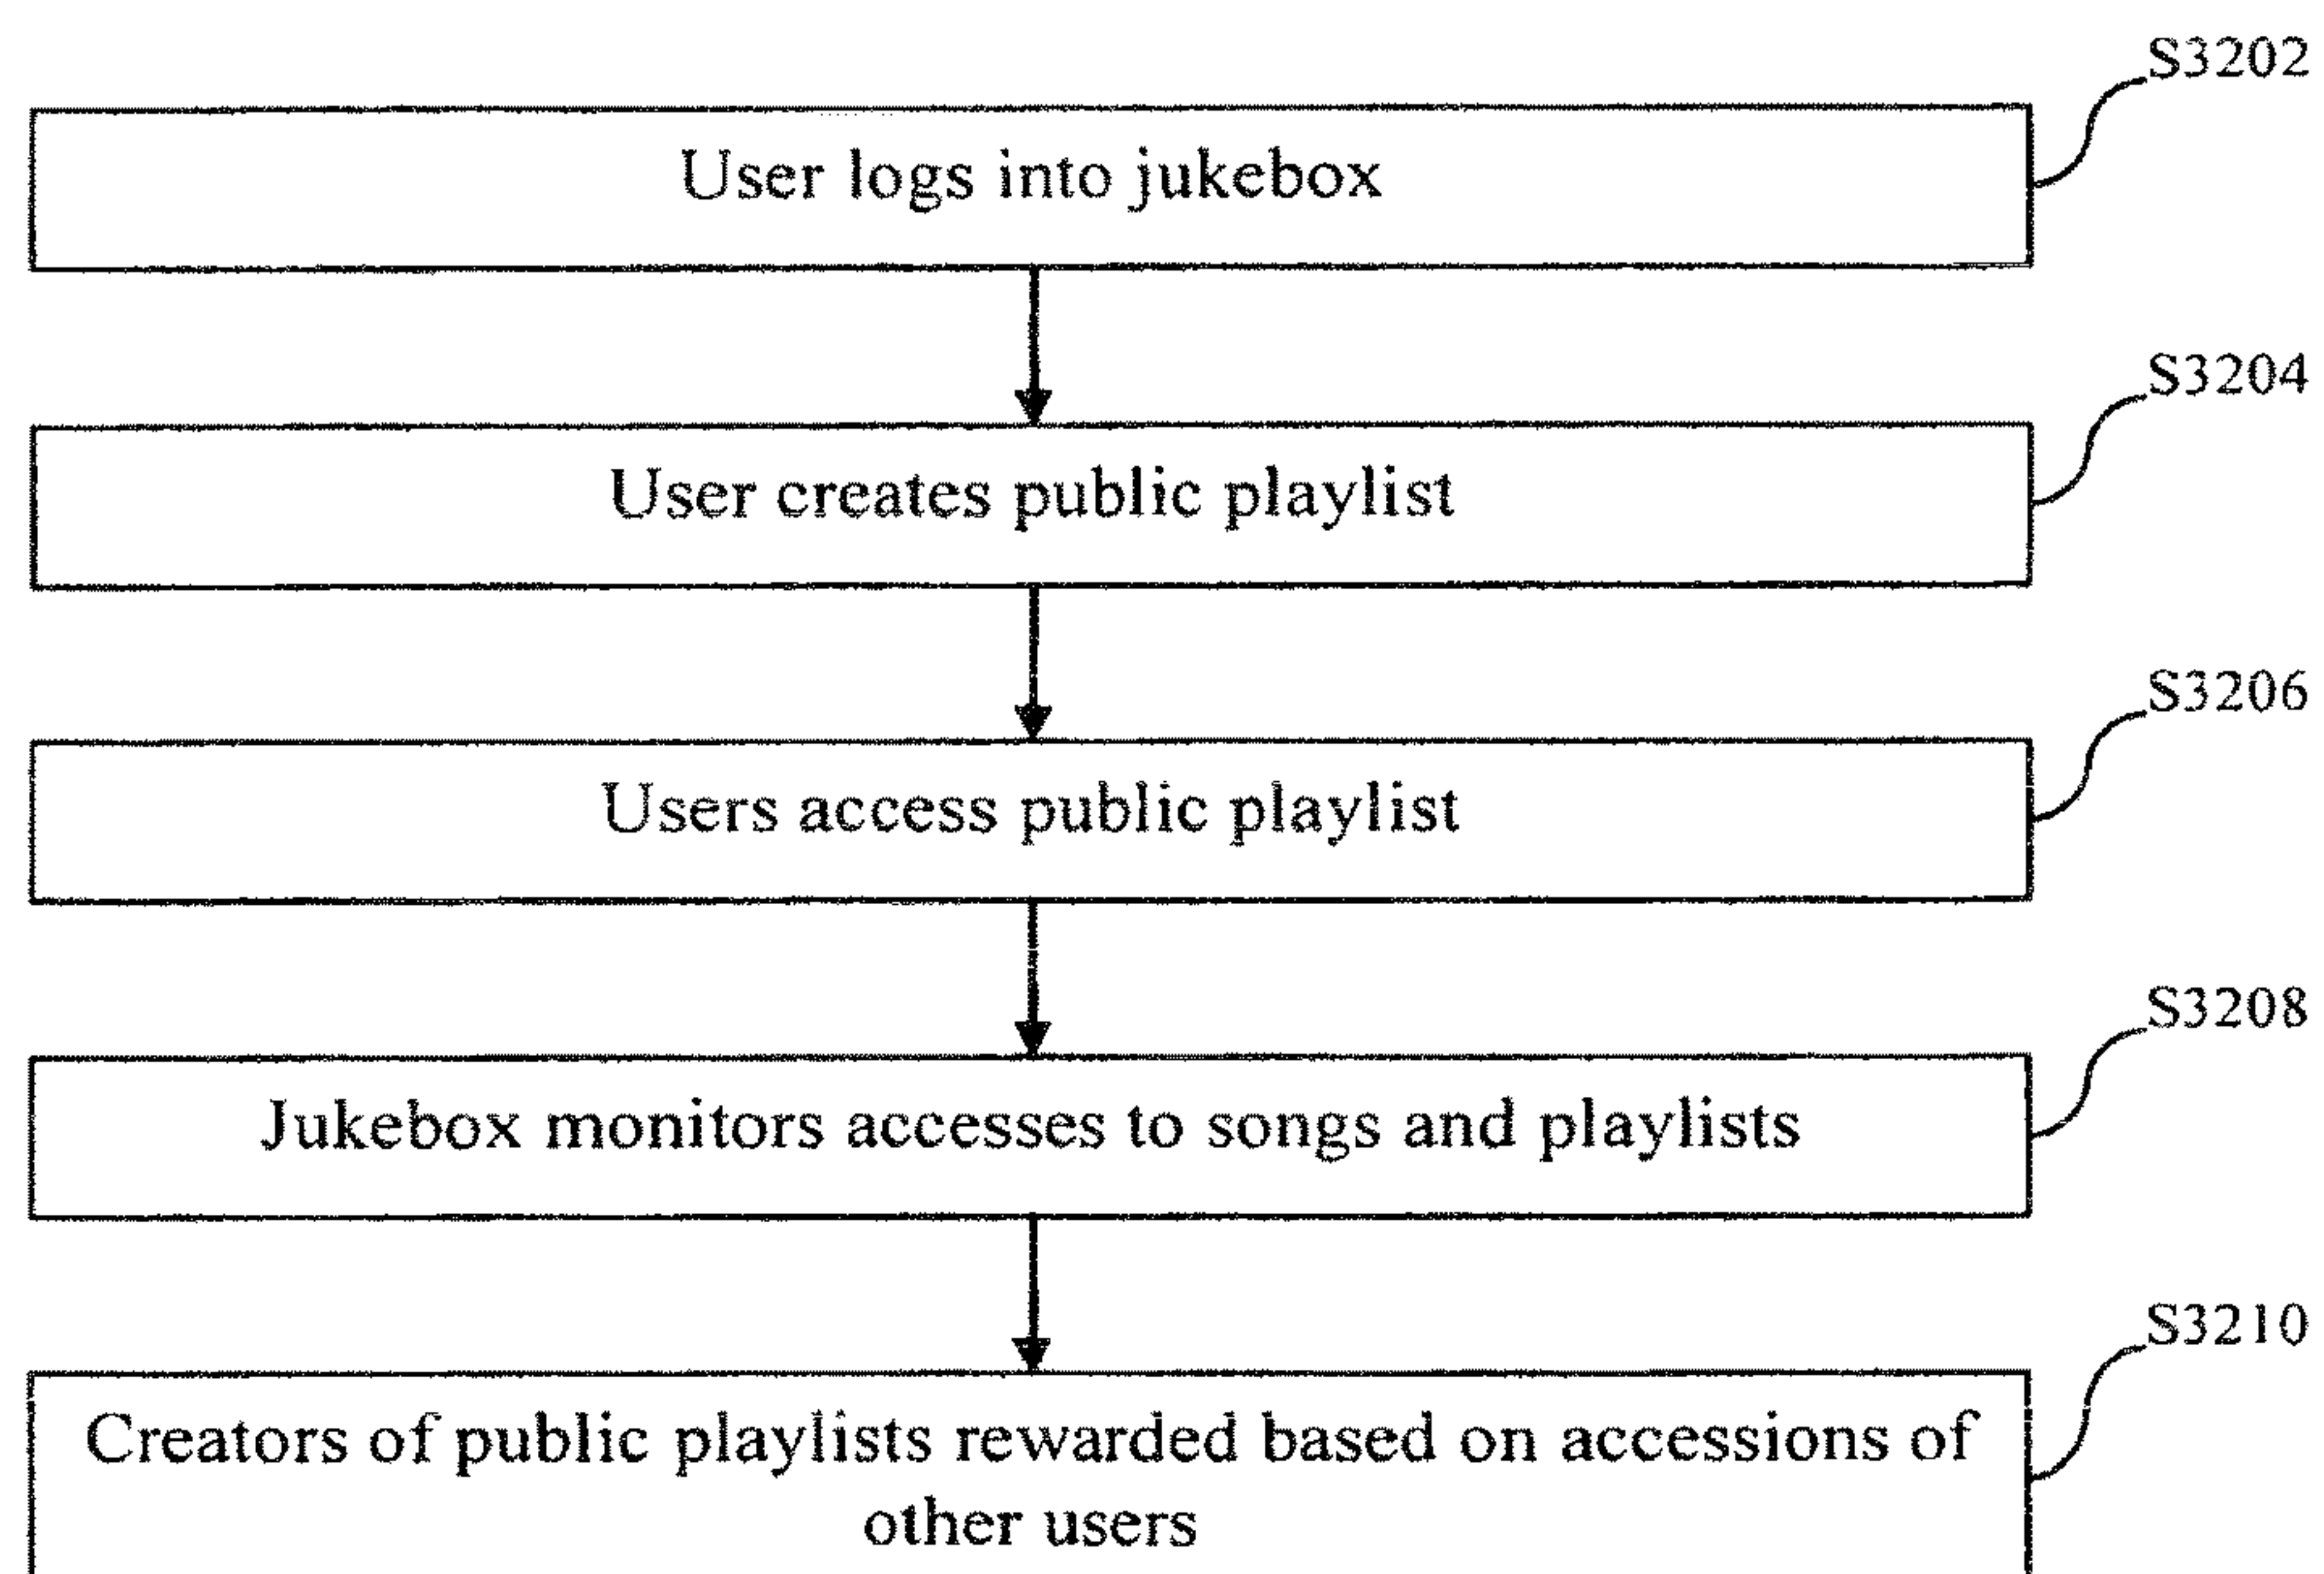 S3202
User logs into jukebox
S3204
User creates public playlist
S3206
Users access public playlist
S3208
Jukebox monitors accesses to songs and playlists
S3210
Creators of public playlists rewarded based on accessions of
other users